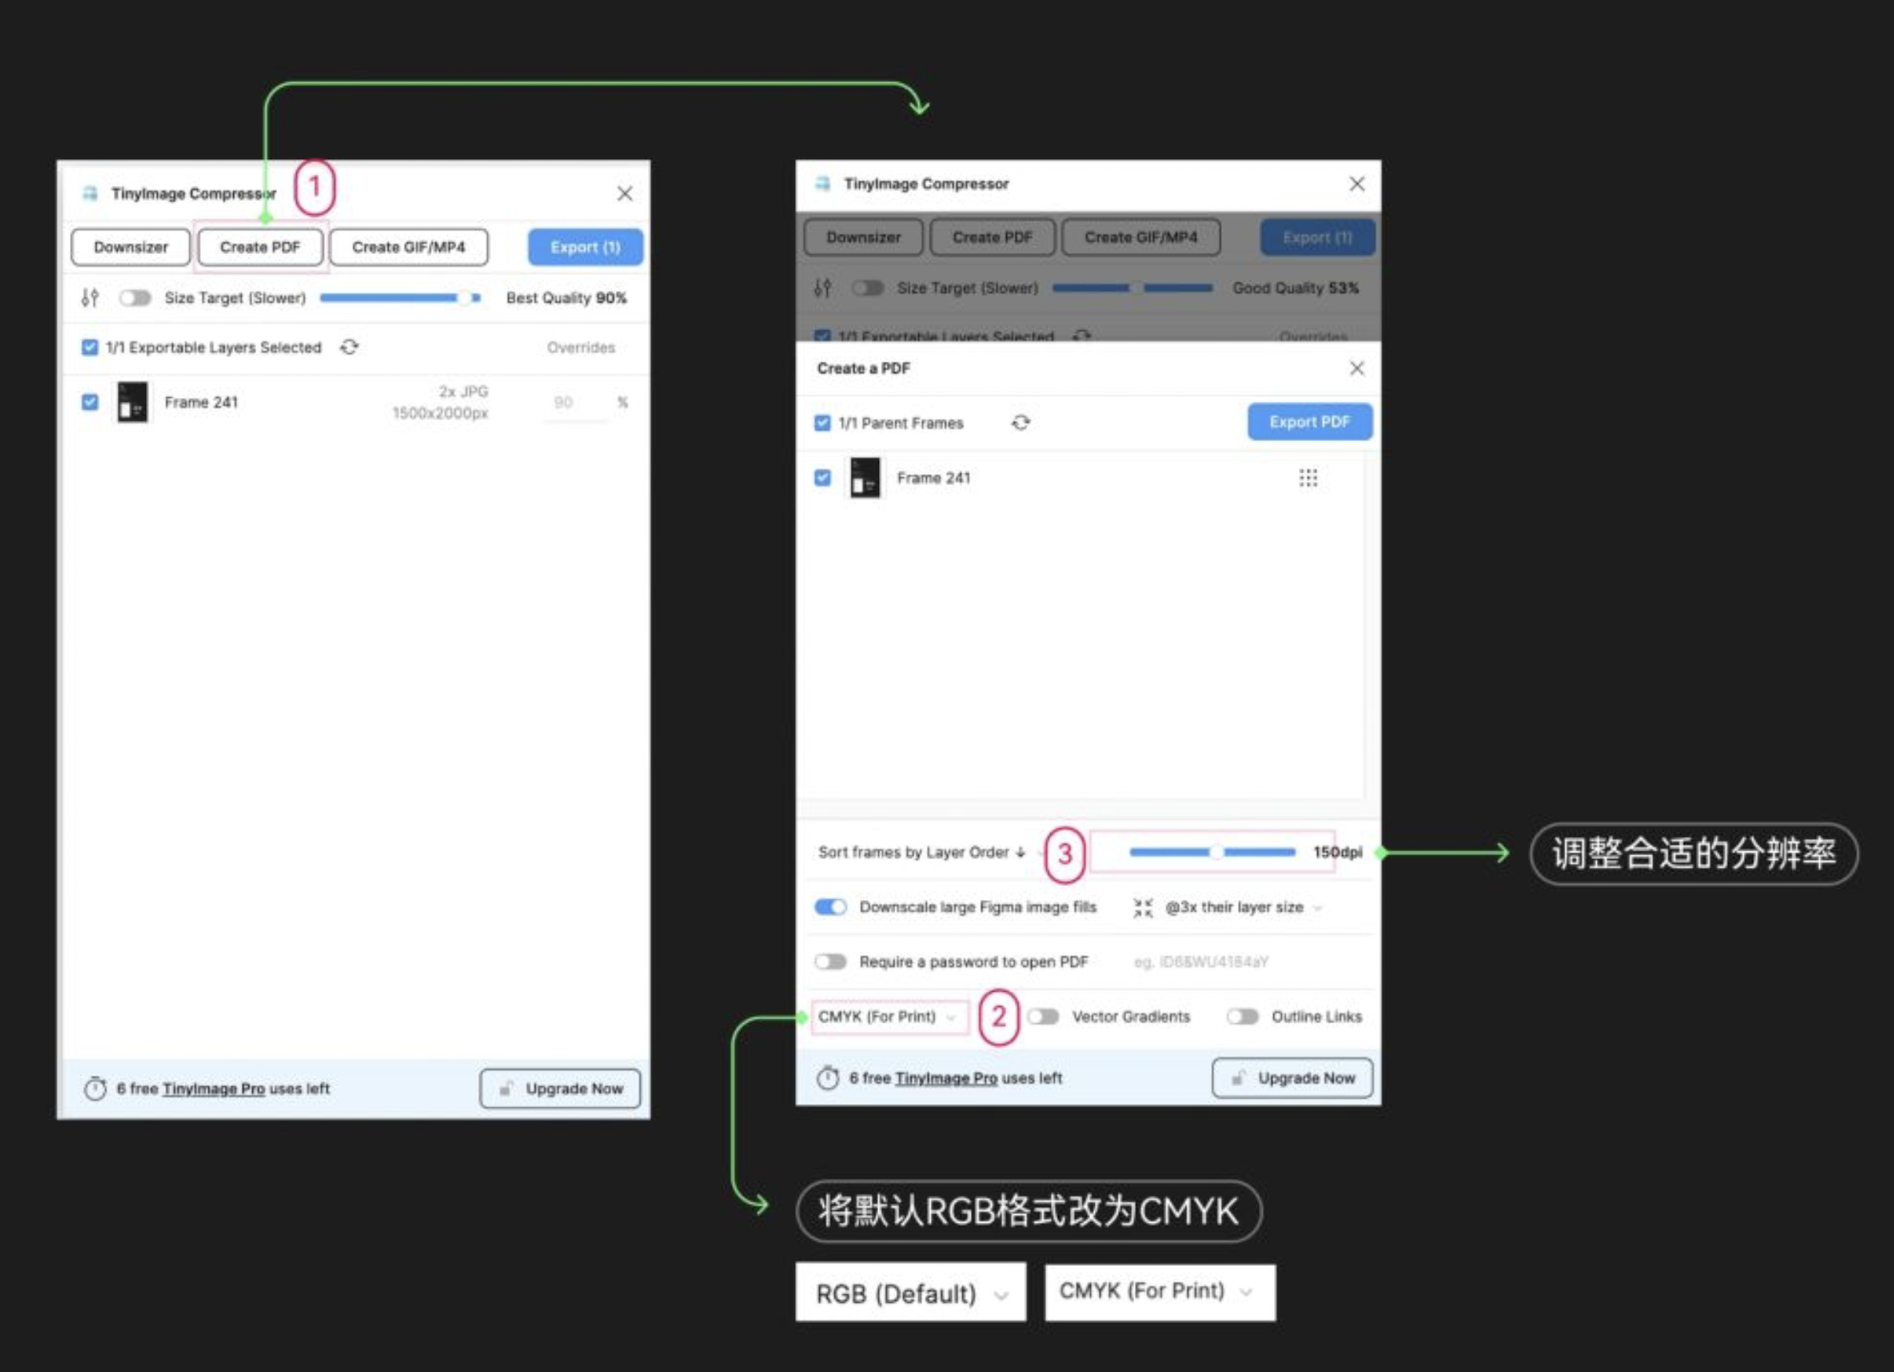 TinyImage Compressor
1
Downsizer
Create PDF
Create GIF/MP4
Export (1)
Size Target (Slower)
Best Quality 90%
1/1 Exportable Layers Selected
Overrides
Frame 241
2x JPG
1500x2000px
90 %
6 free TinyImage Pro uses left
Upgrade Now
TinyImage Compressor
Downsizer
Create PDF
Create GIF/MP4
Export (1)
Size Target (Slower)
Good Quality 53%
1/1 Exportable Layers Selected
Overrides
Create a PDF
1/1 Parent Frames
Export PDF
Frame 241
Sort frames by Layer Order ↓
3
150dpi
调整合适的分辨率
Downscale large Figma image fills
@3x their layer size
Require a password to open PDF
eg. iD6&WU4184aY
CMYK (For Print)
2
Vector Gradients
Outline Links
6 free TinyImage Pro uses left
Upgrade Now
将默认RGB格式改为CMYK
RGB (Default)
CMYK (For Print)